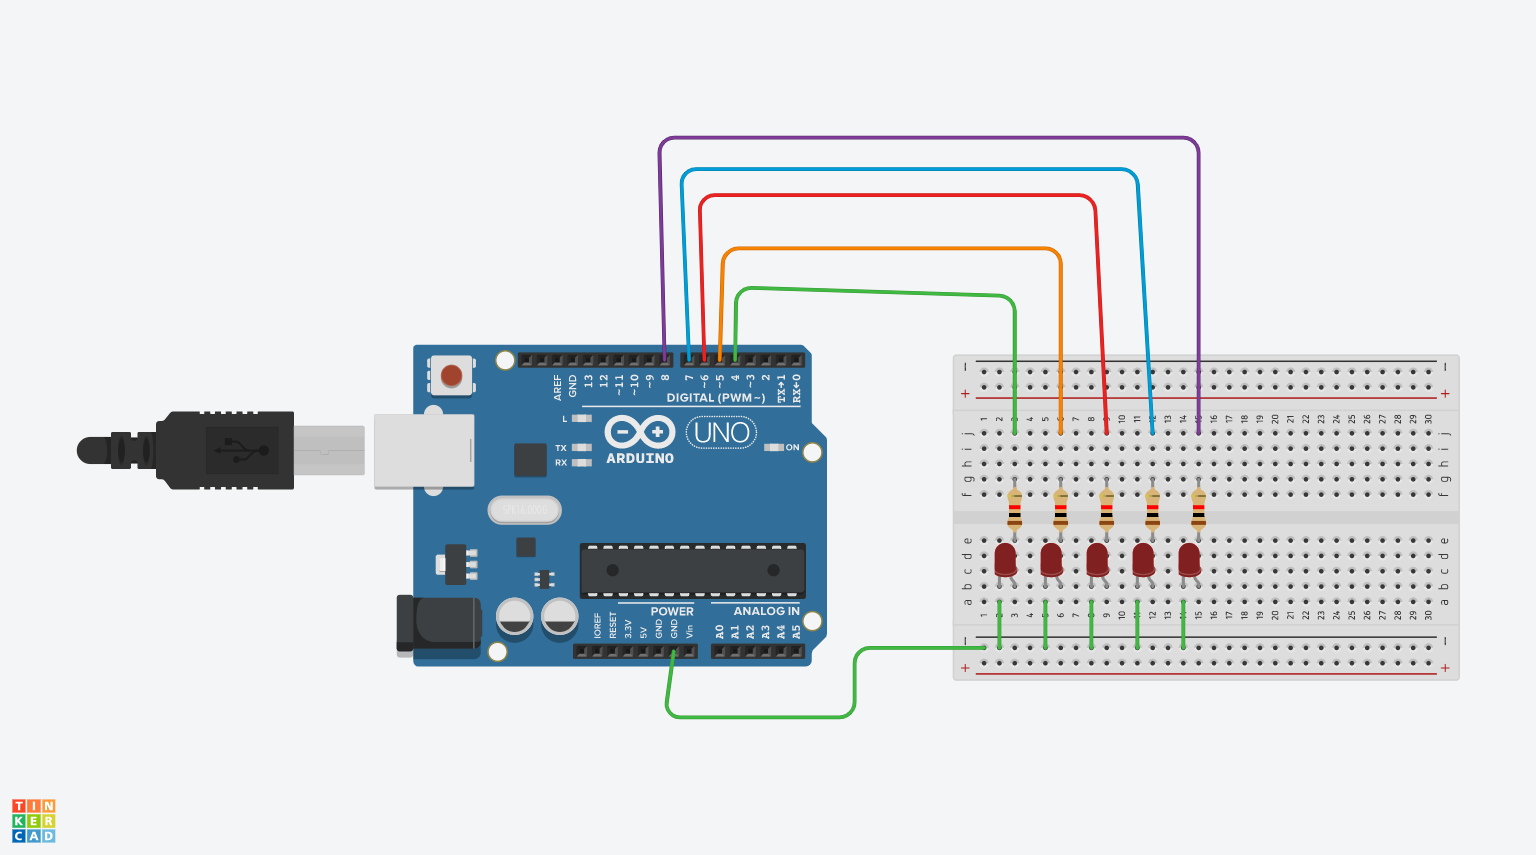 AREF
GND
13
12
~11
~10
~9
8
7
~6
~5
4
~3
2
TX→1
RX←0
DIGITAL (PWM~)
L
TX
RX
ON
UNO
ARDUINO
POWER
ANALOG IN
IOREF
RESET
3.3V
5V
GND
GND
Vin
A0
A1
A2
A3
A4
A5
− −
+ +
1 2 3 4 5 6 7 8 9 10 11 12 13 14 15 16 17 18 19 20 21 22 23 24 25 26 27 28 29 30
j j
i i
h h
g g
f f
e e
d d
c c
b b
a a
1 2 3 4 5 6 7 8 9 10 11 12 13 14 15 16 17 18 19 20 21 22 23 24 25 26 27 28 29 30
− −
+ +
TIN
KER
CAD